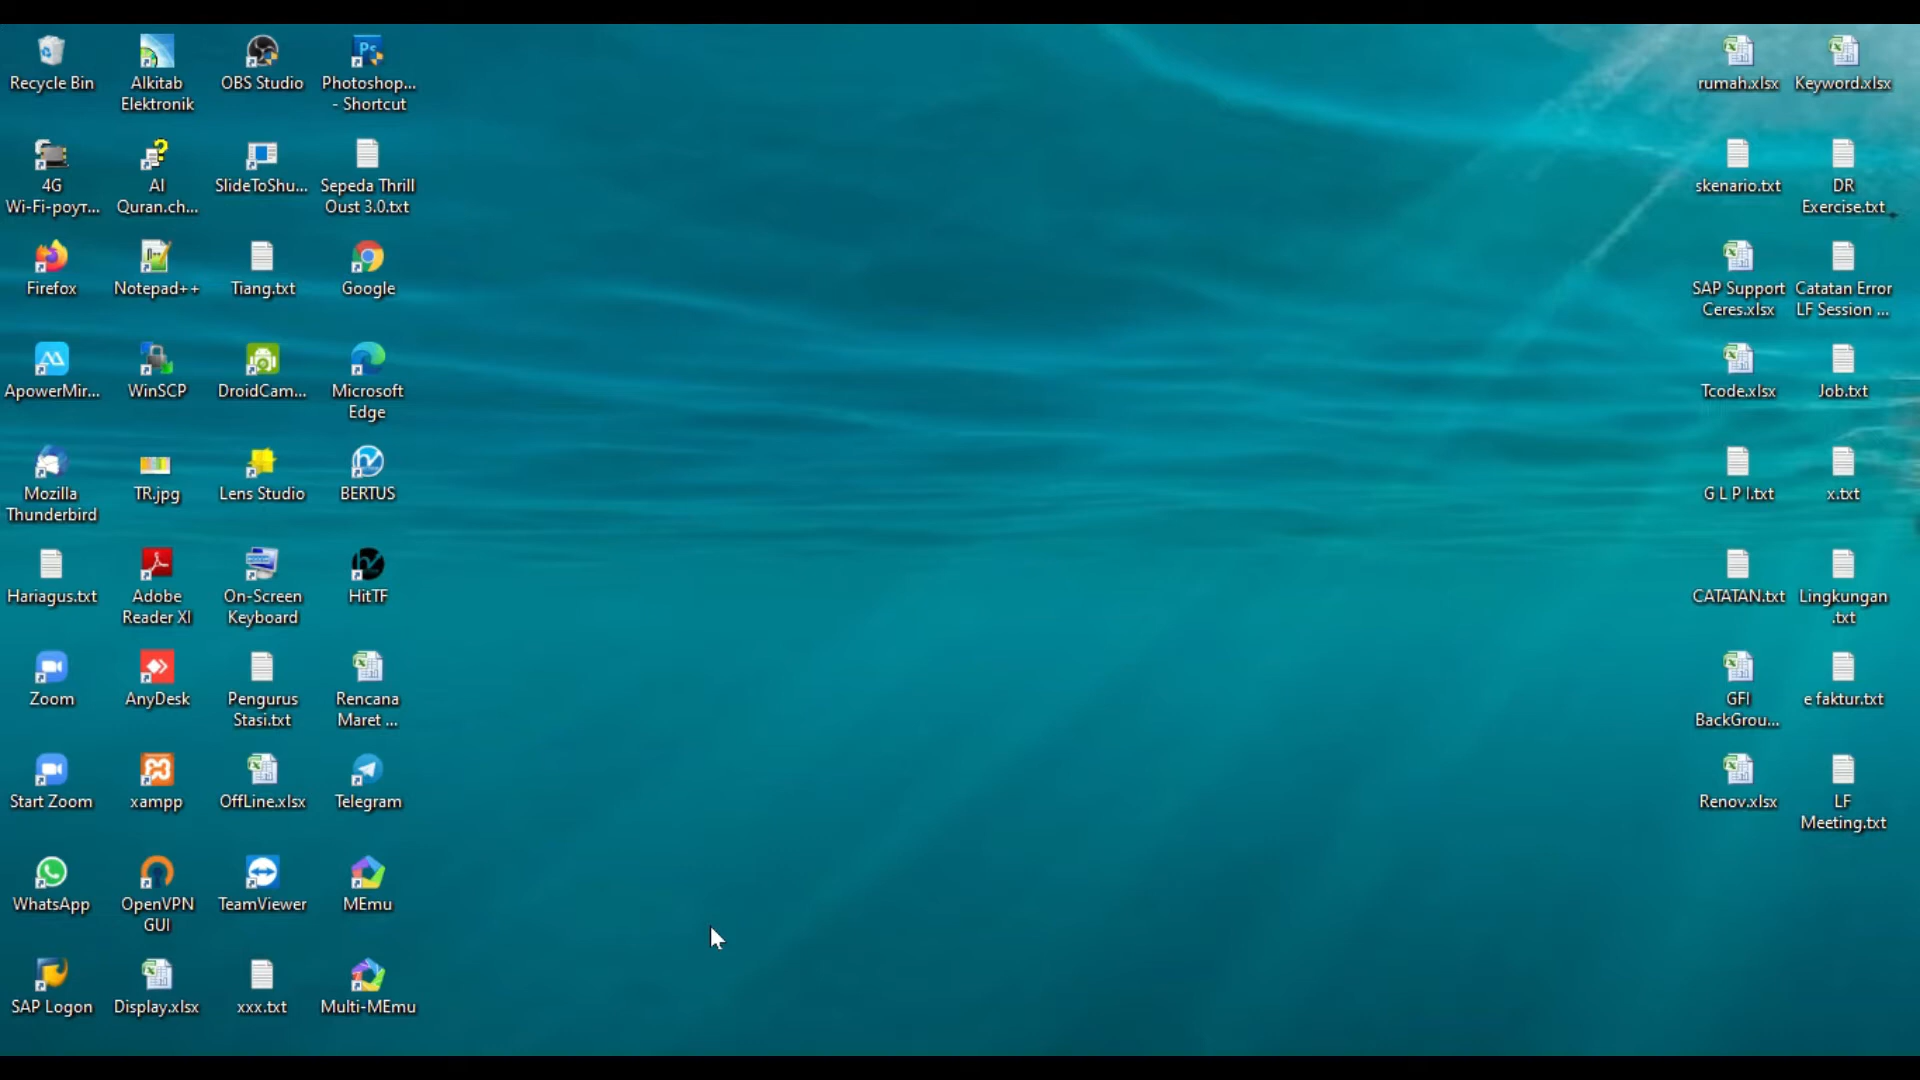 Recycle Bin
Alkitab
Elektronik
OBS Studio
Photoshop...
- Shortcut
rumah.xlsx
Keyword.xlsx
4G
Wi-Fi-роут...
Al
Quran.ch...
SlideToShu...
Sepeda Thrill
Oust 3.0.txt
skenario.txt
DR
Exercise.txt
Firefox
Notepad++
Tiang.txt
Google
SAP Support
Ceres.xlsx
Catatan Error
LF Session ...
ApowerMir...
WinSCP
DroidCam...
Microsoft
Edge
Tcode.xlsx
Job.txt
Mozilla
Thunderbird
TR.jpg
Lens Studio
BERTUS
G L P I.txt
x.txt
Hariagus.txt
Adobe
Reader XI
On-Screen
Keyboard
HitTF
CATATAN.txt
Lingkungan
.txt
Zoom
AnyDesk
Pengurus
Stasi.txt
Rencana
Maret ...
GFI
BackGrou...
e faktur.txt
Start Zoom
xampp
OffLine.xlsx
Telegram
Renov.xlsx
LF
Meeting.txt
WhatsApp
OpenVPN
GUI
TeamViewer
MEmu
SAP Logon
Display.xlsx
xxx.txt
Multi-MEmu